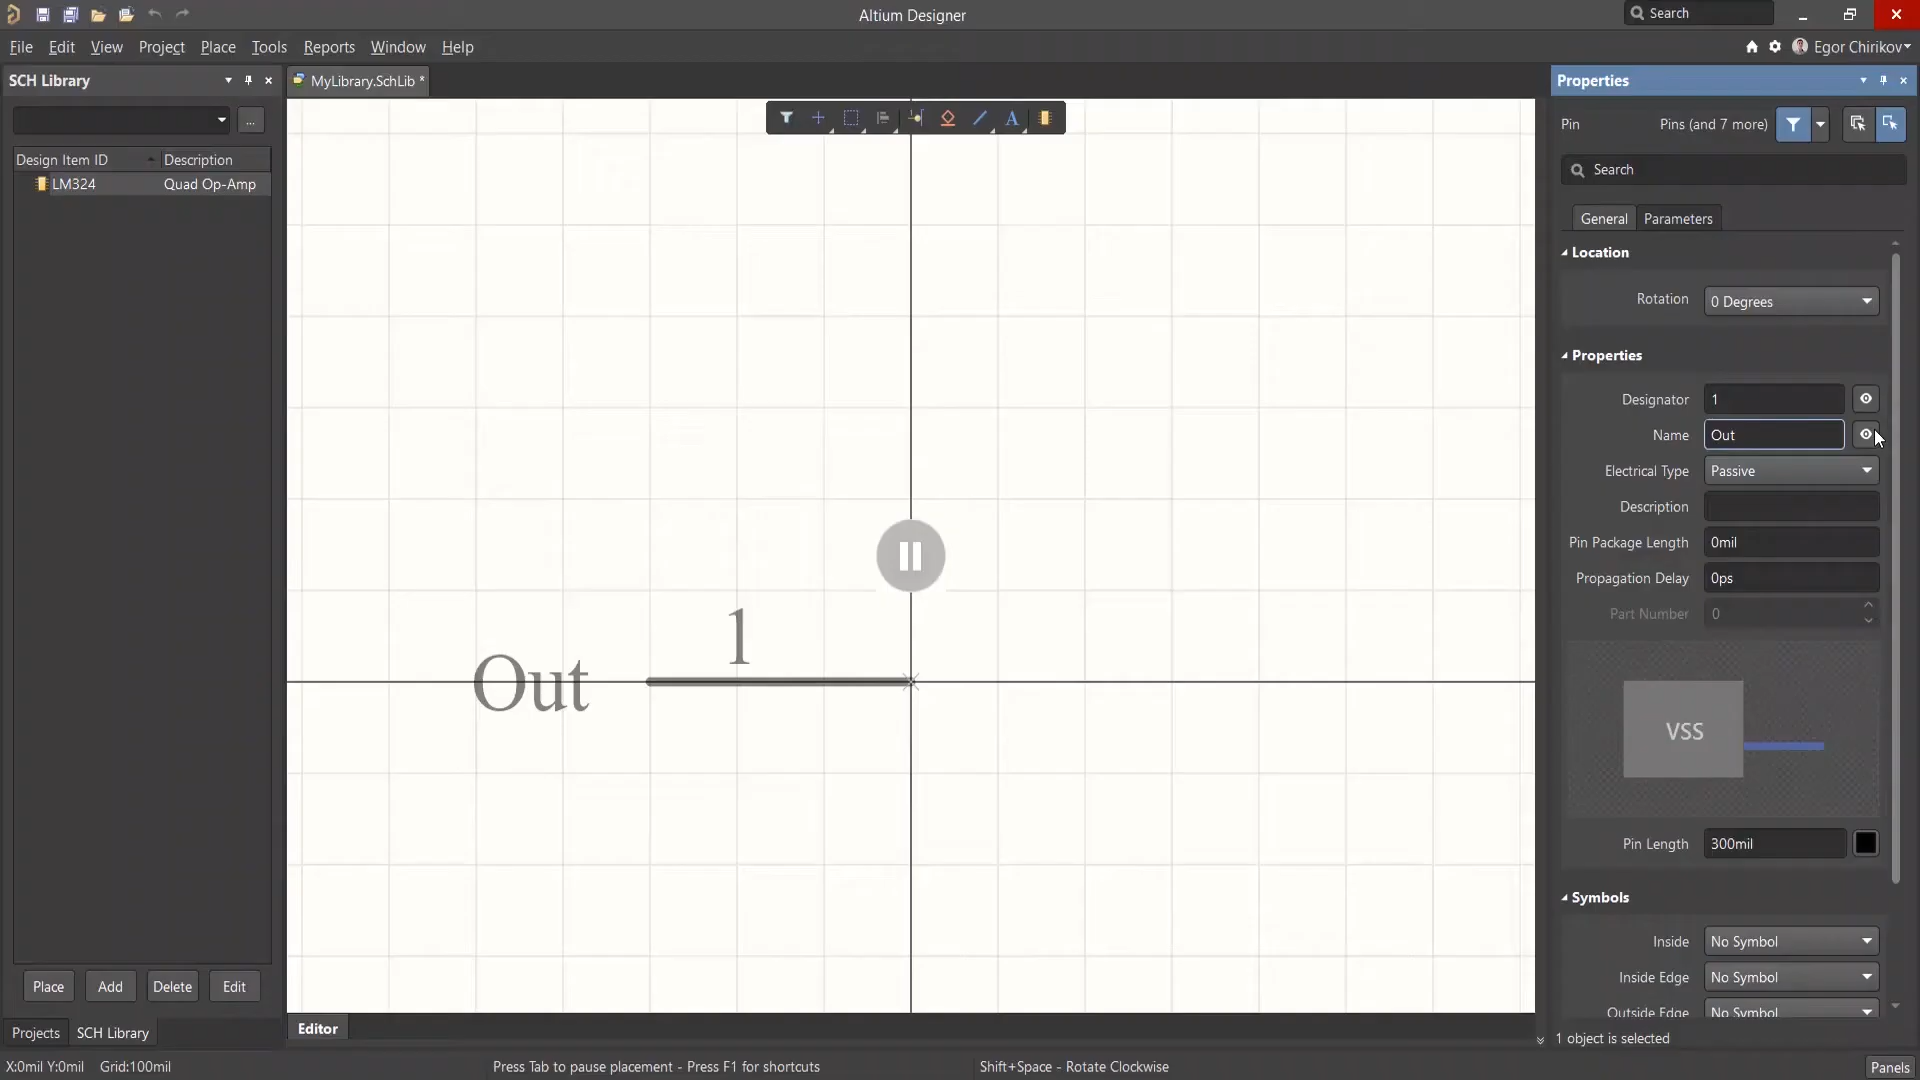 Altium Designer
Search
File Edit View Project Place Tools Reports Window Help
Egor Chirikov
SCH Library
MyLibrary.SchLib *
Properties
...
Pin
Pins (and 7 more)
Design Item ID Description
LM324 Quad Op-Amp
Search
General Parameters
Location
Rotation 0 Degrees
Properties
Designator 1
Name Out
Electrical Type Passive
Description
Pin Package Length 0mil
Propagation Delay 0ps
Part Number 0
1
Out
VSS
Pin Length 300mil
Symbols
Inside No Symbol
Inside Edge No Symbol
Outside Edge No Symbol
Place Add Delete Edit
Projects SCH Library
Editor
1 object is selected
X:0mil Y:0mil Grid:100mil
Press Tab to pause placement - Press F1 for shortcuts
Shift+Space - Rotate Clockwise
Panels